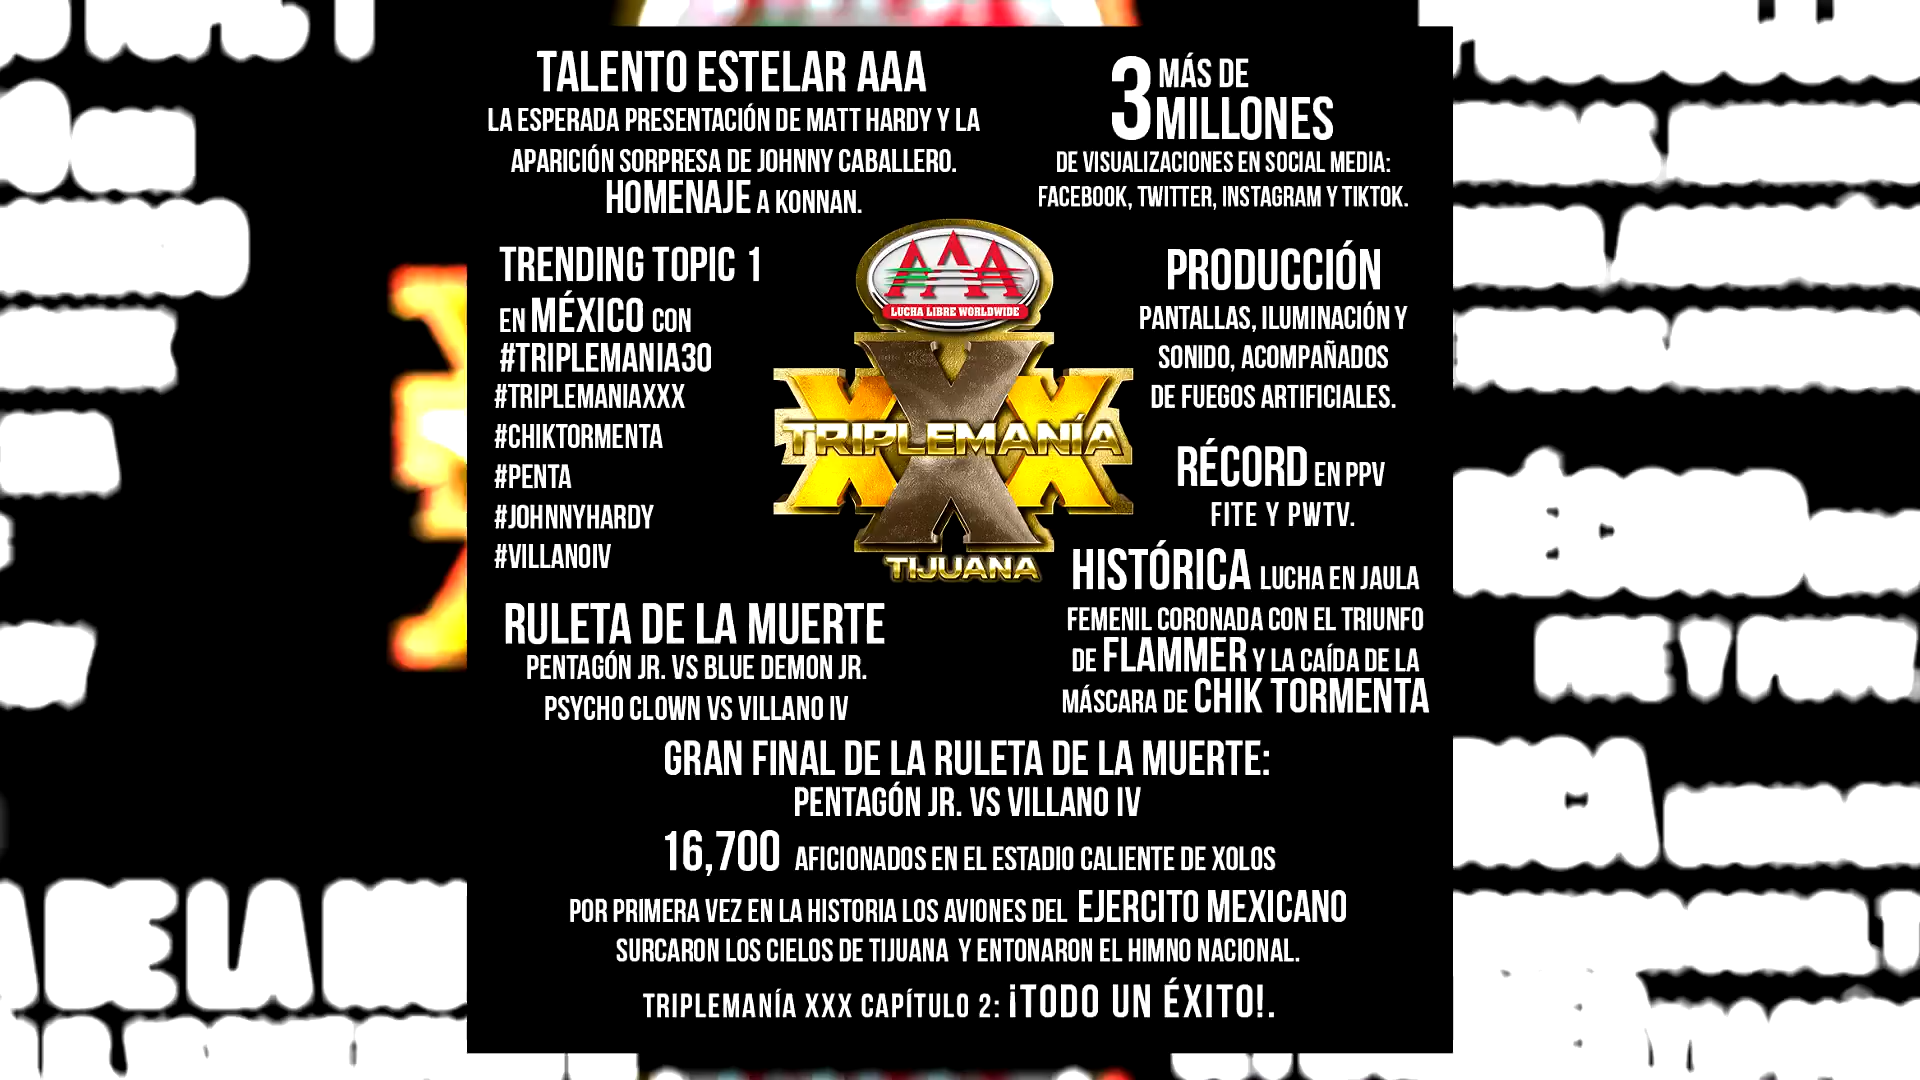 TALENTO ESTELAR AAA
LA ESPERADA PRESENTACIÓN DE MATT HARDY Y LA
APARICIÓN SORPRESA DE JOHNNY CABALLERO.
HOMENAJE A KONNAN.
3 MÁS DE
MILLONES
DE VISUALIZACIONES EN SOCIAL MEDIA:
FACEBOOK, TWITTER, INSTAGRAM Y TIKTOK.
TRENDING TOPIC 1
EN MÉXICO CON
#TRIPLEMANIA30
#TRIPLEMANIAXXX
#CHIKTORMENTA
#PENTA
#JOHNNYHARDY
#VILLANOIV
AAA
LUCHA LIBRE WORLDWIDE
XXX
TRIPLEMANÍA
TIJUANA
PRODUCCIÓN
PANTALLAS, ILUMINACIÓN Y
SONIDO, ACOMPAÑADOS
DE FUEGOS ARTIFICIALES.
RÉCORD EN PPV
FITE Y PWTV.
HISTÓRICA LUCHA EN JAULA
FEMENIL CORONADA CON EL TRIUNFO
DE FLAMMER Y LA CAÍDA DE LA
MÁSCARA DE CHIK TORMENTA
RULETA DE LA MUERTE
PENTAGÓN JR. VS BLUE DEMON JR.
PSYCHO CLOWN VS VILLANO IV
GRAN FINAL DE LA RULETA DE LA MUERTE:
PENTAGÓN JR. VS VILLANO IV
16,700 AFICIONADOS EN EL ESTADIO CALIENTE DE XOLOS
POR PRIMERA VEZ EN LA HISTORIA LOS AVIONES DEL EJERCITO MEXICANO
SURCARON LOS CIELOS DE TIJUANA Y ENTONARON EL HIMNO NACIONAL.
TRIPLEMANÍA XXX CAPÍTULO 2: ¡TODO UN ÉXITO!.